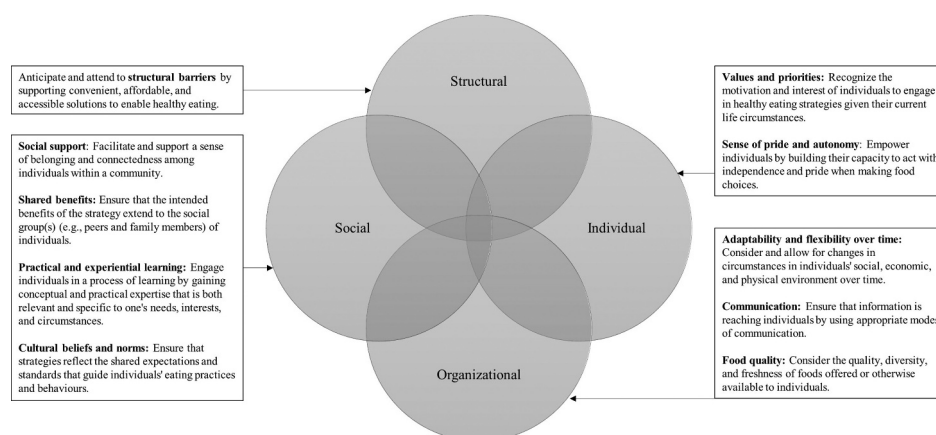 Structural
Anticipate and attend to structural barriers by
supporting convenient, affordable, and
accessible solutions to enable healthy eating.
Values and priorities: Recognize the
motivation and interest of individuals to engage
in healthy eating strategies given their current
life circumstances.
Sense of pride and autonomy: Empower
individuals by building their capacity to act with
independence and pride when making food
choices.
Social support: Facilitate and support a sense
of belonging and connectedness among
individuals within a community.
Shared benefits: Ensure that the intended
benefits of the strategy extend to the social
group(s) (e.g., peers and family members) of
individuals.
Practical and experiential learning: Engage
individuals in a process of learning by gaining
conceptual and practical expertise that is both
relevant and specific to one's needs, interests,
and circumstances.
Cultural beliefs and norms: Ensure that
strategies reflect the shared expectations and
standards that guide individuals' eating practices
and behaviours.
Social
Individual
Adaptability and flexibility over time:
Consider and allow for changes in
circumstances in individuals' social, economic,
and physical environment over time.
Communication: Ensure that information is
reaching individuals by using appropriate modes
of communication.
Food quality: Consider the quality, diversity,
and freshness of foods offered or otherwise
available to individuals.
Organizational